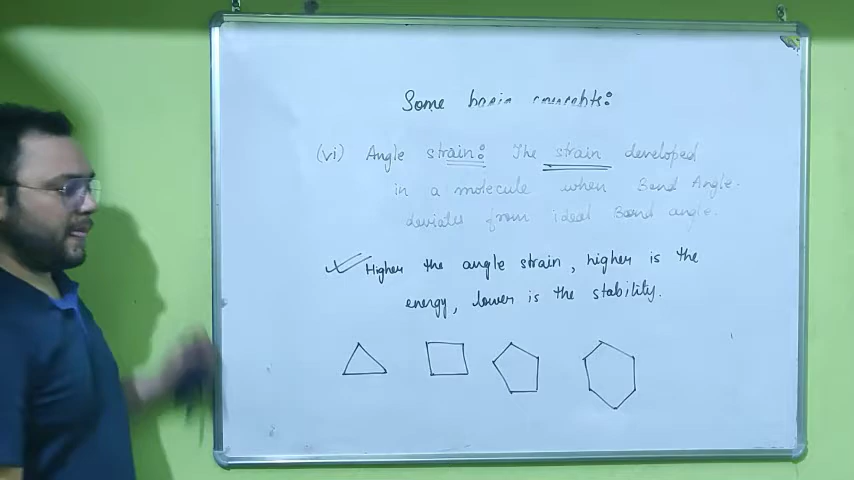 Some basic concepts:
(vi) Angle strain: The strain developed
in a molecule when Bond Angle.
deviates from ideal Bond angle.
Higher the angle strain, higher is the
energy, lower is the stability.